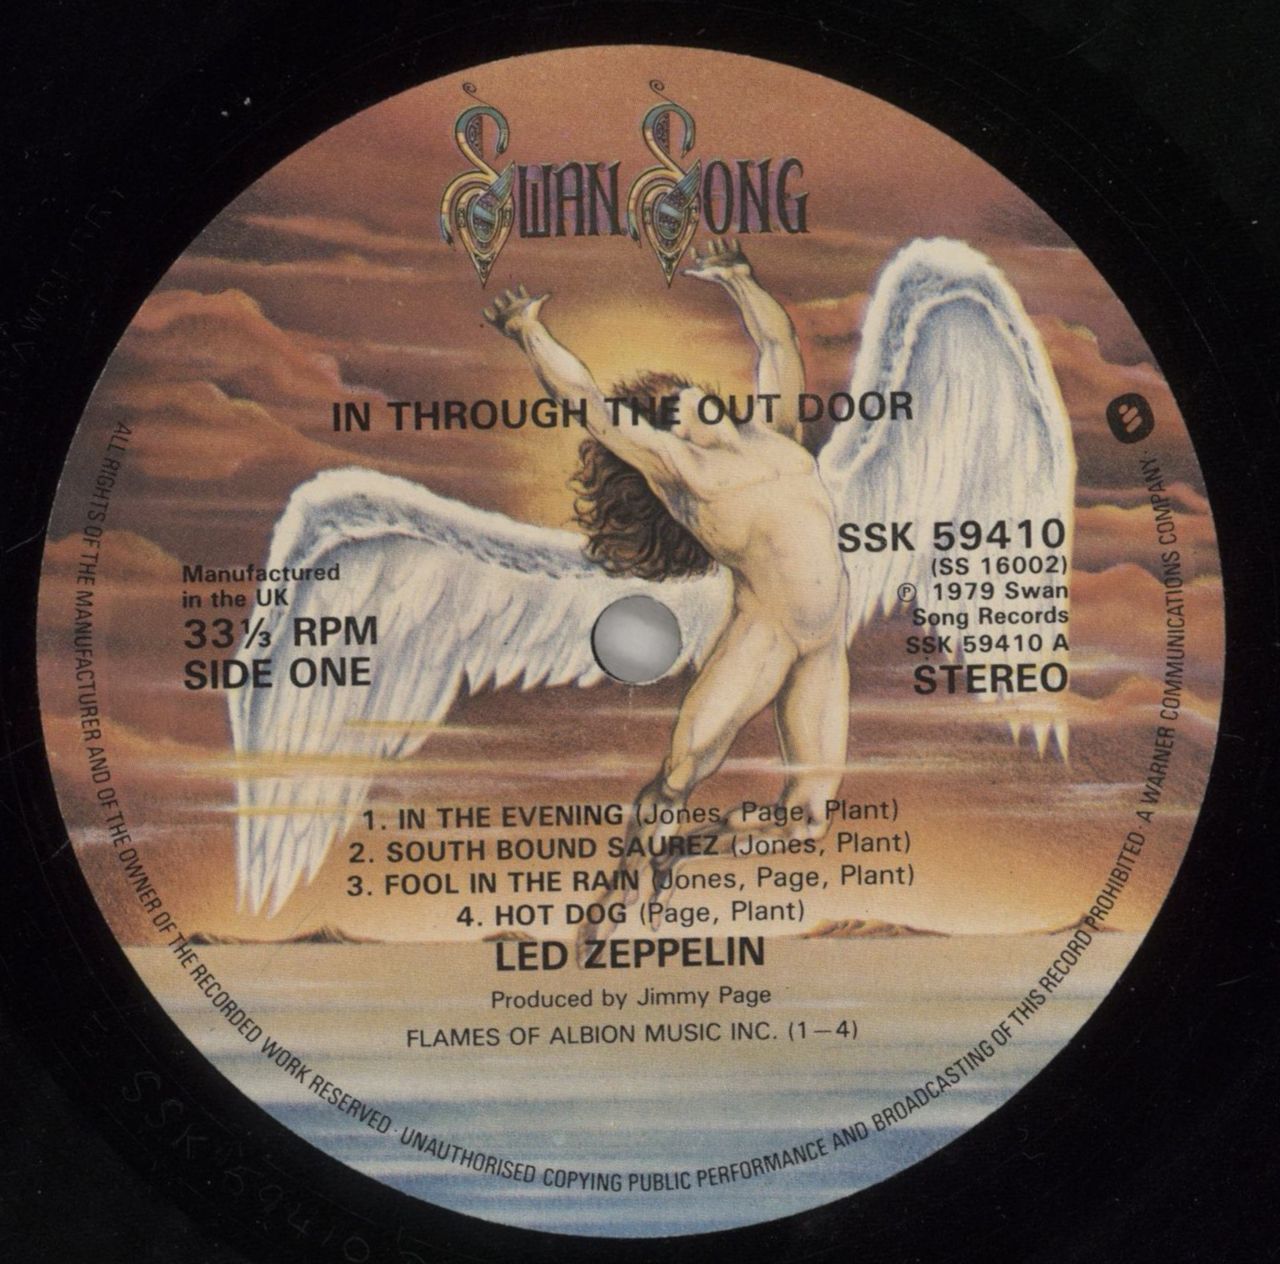 SWAN SONG
IN THROUGH THE OUT DOOR
Manufactured
in the UK
33⅓ RPM
SIDE ONE
SSK 59410
(SS 16002)
℗ 1979 Swan
Song Records
SSK 59410 A
STEREO
1. IN THE EVENING (Jones, Page, Plant)
2. SOUTH BOUND SAUREZ (Jones, Plant)
3. FOOL IN THE RAIN (Jones, Page, Plant)
4. HOT DOG (Page, Plant)
LED ZEPPELIN
Produced by Jimmy Page
FLAMES OF ALBION MUSIC INC. (1–4)
ALL RIGHTS OF THE MANUFACTURER AND OF THE OWNER OF THE RECORDED WORK RESERVED · UNAUTHORISED COPYING PUBLIC PERFORMANCE AND BROADCASTING OF THIS RECORD PROHIBITED · A WARNER COMMUNICATIONS COMPANY ·
SSK 59410